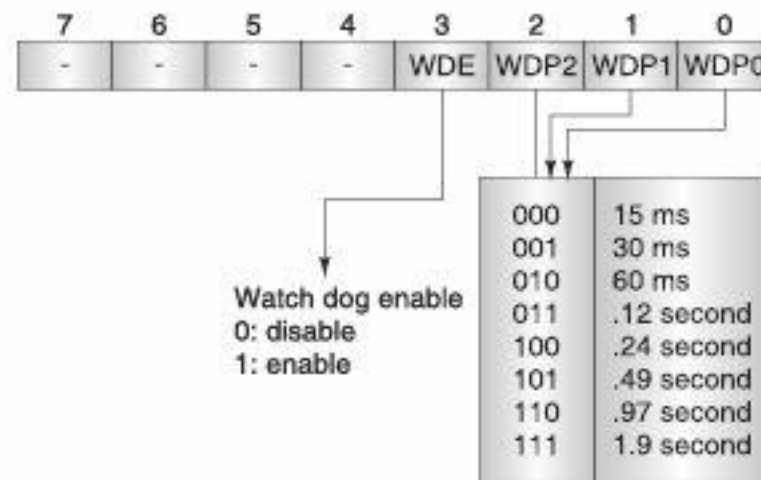 7 6 5 4 3 2 1 0
- - - - WDE WDP2 WDP1 WDP0
000 15 ms
001 30 ms
010 60 ms
011 .12 second
100 .24 second
101 .49 second
110 .97 second
111 1.9 second
Watch dog enable
0: disable
1: enable